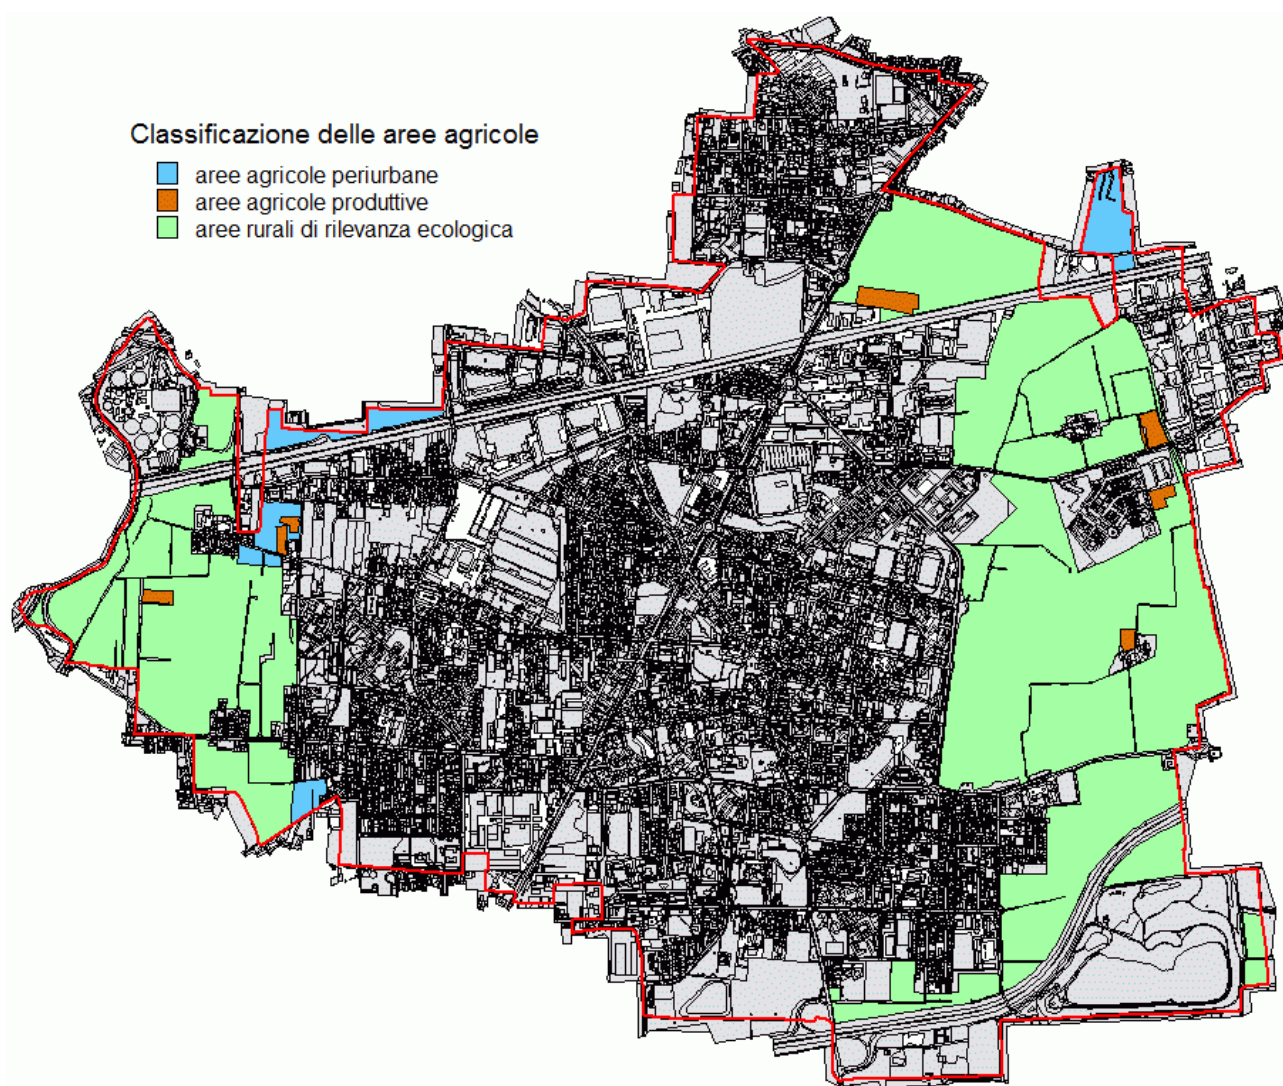 Classificazione delle aree agricole
aree agricole periurbane
aree agricole produttive
aree rurali di rilevanza ecologica